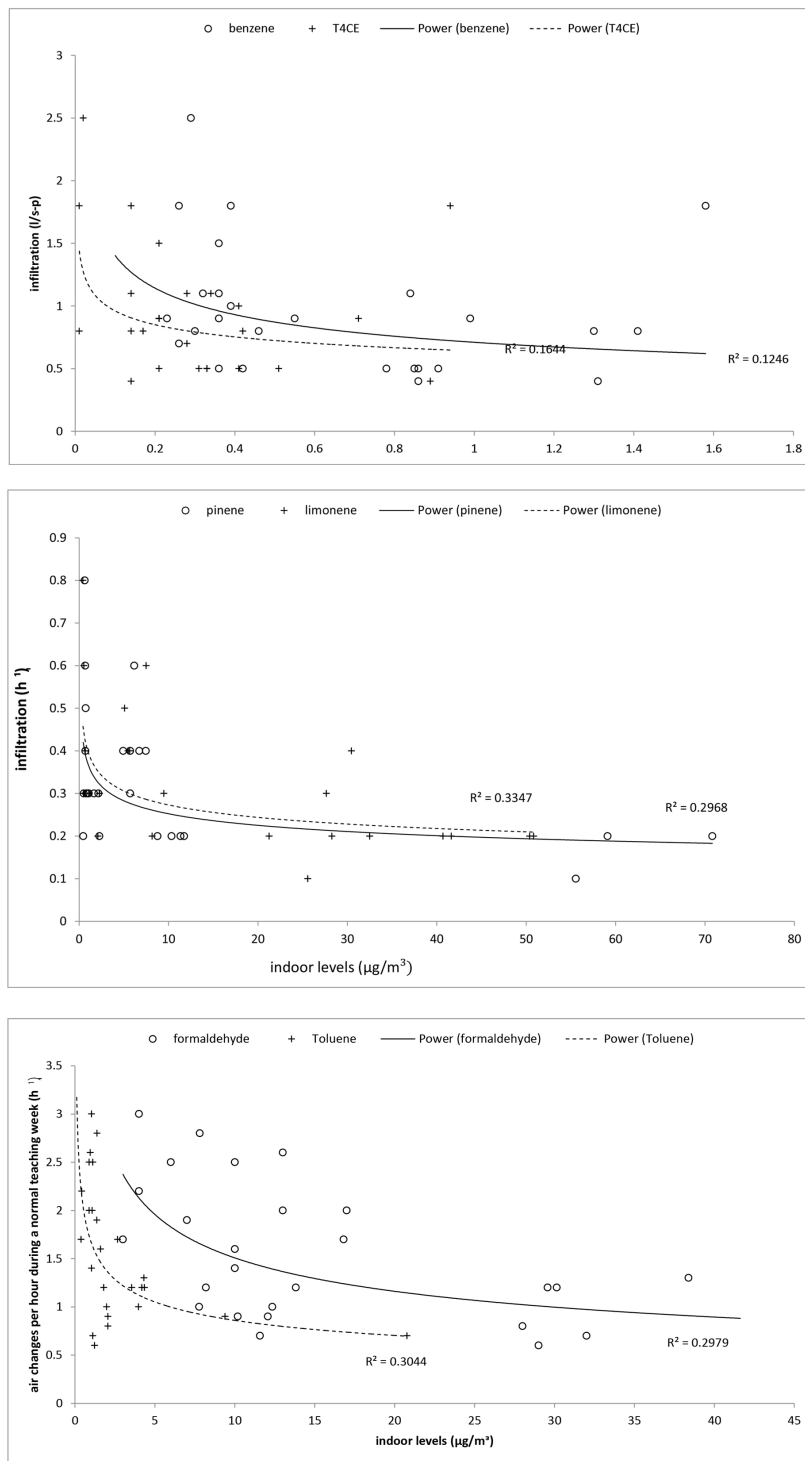 benzene T4CE Power (benzene) Power (T4CE)
3
2.5
2
1.5
1
0.5
0
infiltration (l/s-p)
R² = 0.1644
R² = 0.1246
0 0.2 0.4 0.6 0.8 1 1.2 1.4 1.6 1.8
pinene limonene Power (pinene) Power (limonene)
0.9
0.8
0.7
0.6
0.5
0.4
0.3
0.2
0.1
0
infiltration (h⁻¹)
R² = 0.3347
R² = 0.2968
0 10 20 30 40 50 60 70 80
indoor levels (µg/m³)
formaldehyde Toluene Power (formaldehyde) Power (Toluene)
3.5
3
2.5
2
1.5
1
0.5
0
air changes per hour during a normal teaching week (h⁻¹)
R² = 0.3044
R² = 0.2979
0 5 10 15 20 25 30 35 40 45
indoor levels (µg/m³)